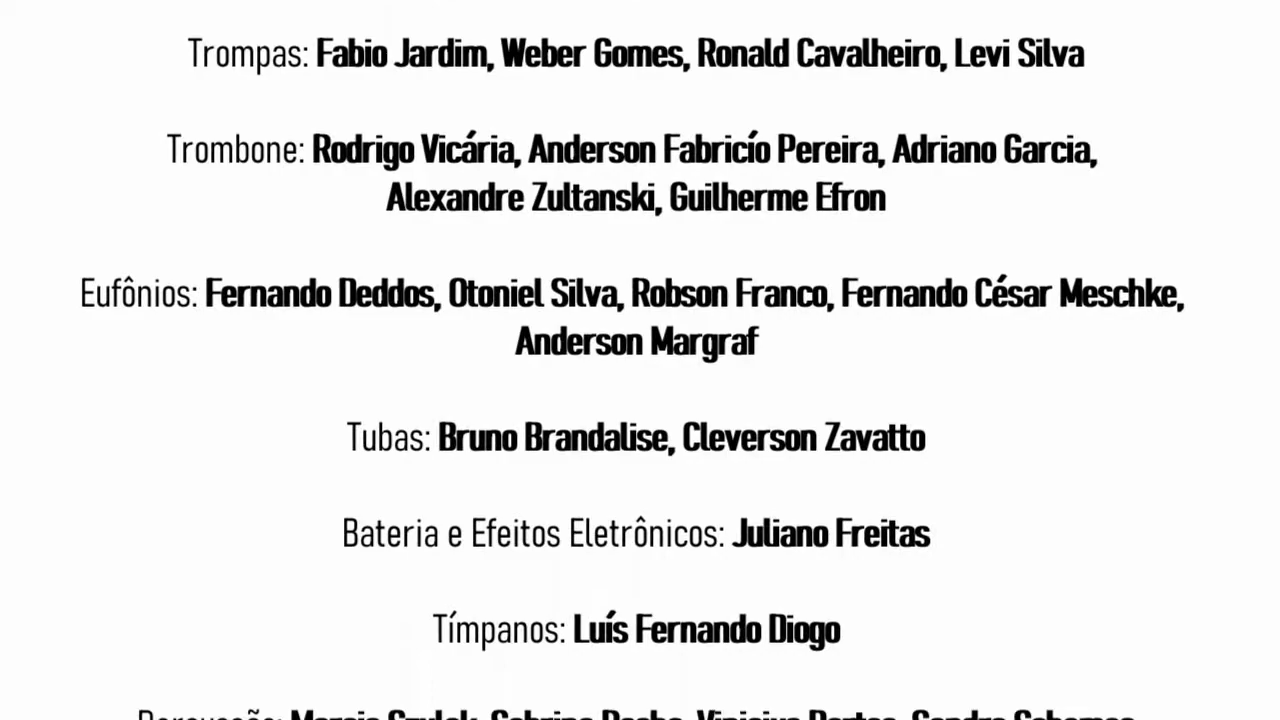 Trompas: Fabio Jardim, Weber Gomes, Ronald Cavalheiro, Levi Silva
Trombone: Rodrigo Vicária, Anderson Fabricío Pereira, Adriano Garcia,
Alexandre Zultanski, Guilherme Efron
Eufônios: Fernando Deddos, Otoniel Silva, Robson Franco, Fernando César Meschke,
Anderson Margraf
Tubas: Bruno Brandalise, Cleverson Zavatto
Bateria e Efeitos Eletrônicos: Juliano Freitas
Tímpanos: Luís Fernando Diogo